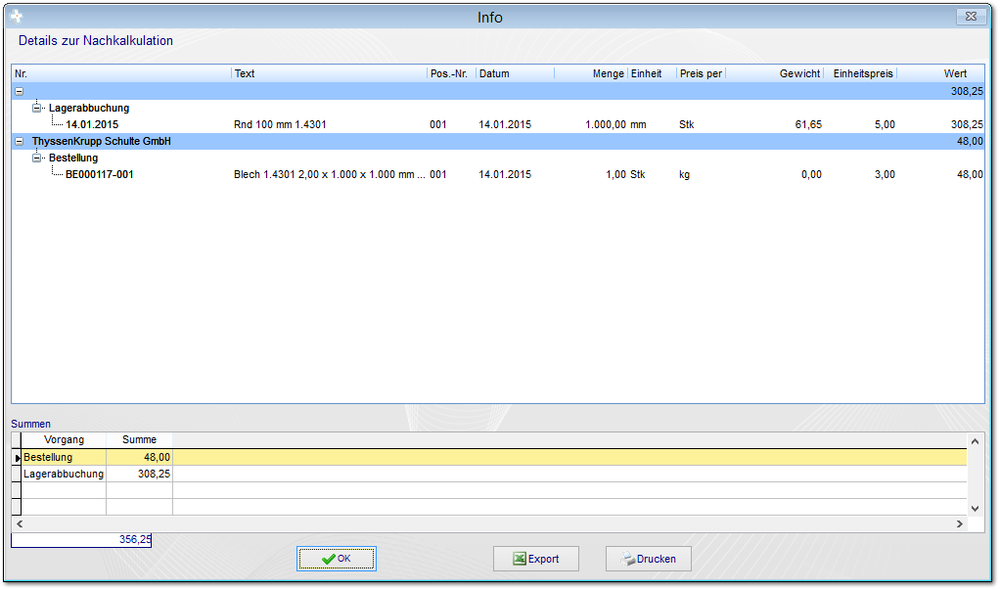 Info
Details zur Nachkalkulation
Nr. Text Pos.-Nr. Datum Menge Einheit Preis per Gewicht Einheitspreis Wert
308,25
Lagerabbuchung
14.01.2015 Rnd 100 mm 1.4301 001 14.01.2015 1.000,00 mm Stk 61,65 5,00 308,25
ThyssenKrupp Schulte GmbH 48,00
Bestellung
BE000117-001 Blech 1.4301 2,00 x 1.000 x 1.000 mm ... 001 14.01.2015 1,00 Stk kg 0,00 3,00 48,00
Summen
Vorgang Summe
Bestellung 48,00
Lagerabbuchung 308,25
356,25
OK Export Drucken